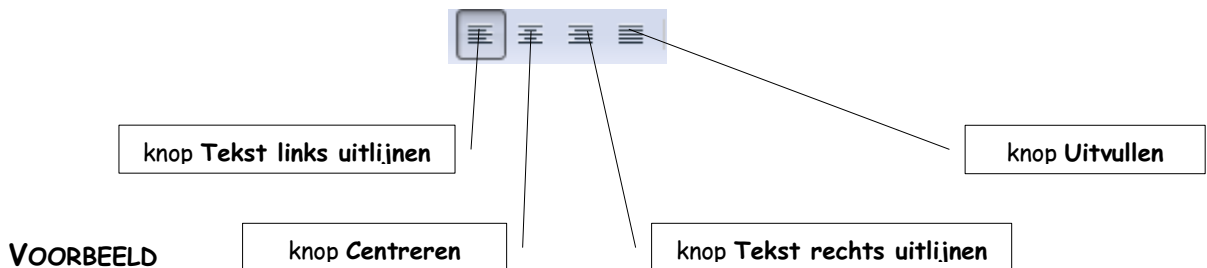 knop Tekst links uitlijnen
knop Uitvullen
VOORBEELD
knop Centreren
knop Tekst rechts uitlijnen